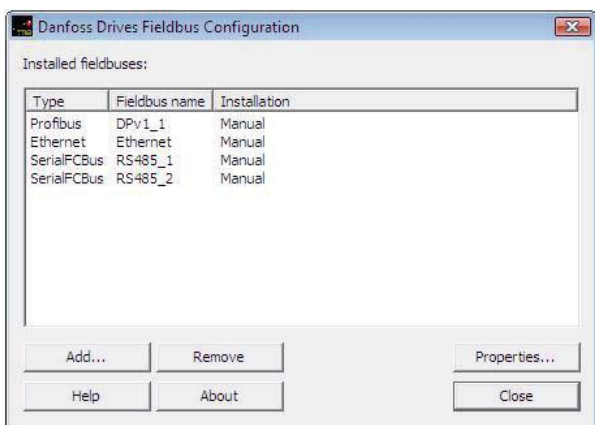 Danfoss Drives Fieldbus Configuration
Installed fieldbuses:
Type Fieldbus name Installation
Profibus DPv1_1 Manual
Ethernet Ethernet Manual
SerialFCBus RS485_1 Manual
SerialFCBus RS485_2 Manual
Add... Remove Properties...
Help About Close